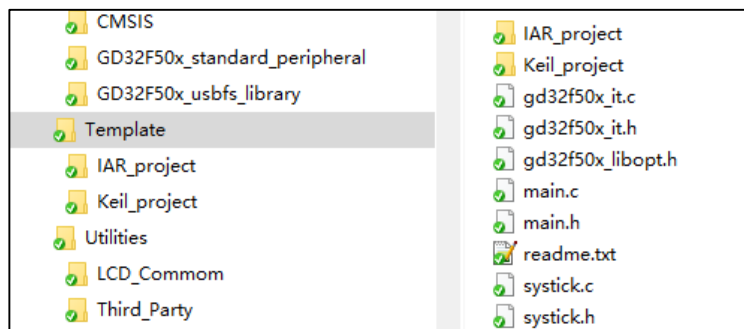 CMSIS
GD32F50x_standard_peripheral
GD32F50x_usbfs_library
Template
IAR_project
Keil_project
Utilities
LCD_Commom
Third_Party
IAR_project
Keil_project
gd32f50x_it.c
gd32f50x_it.h
gd32f50x_libopt.h
main.c
main.h
readme.txt
systick.c
systick.h